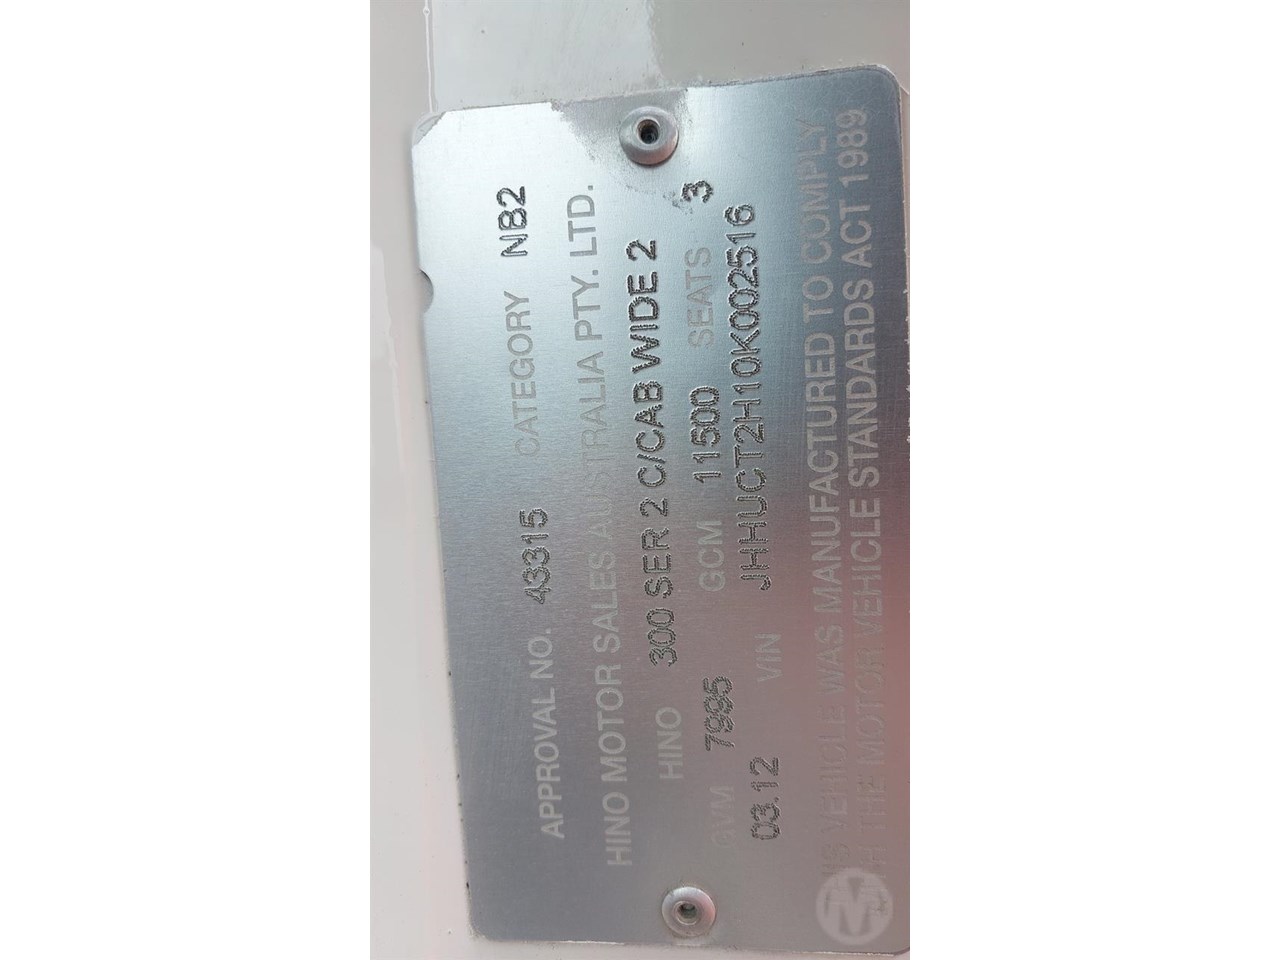 APPROVAL NO. 43315 CATEGORY NB2
HINO MOTOR SALES AUSTRALIA PTY. LTD.
HINO 300 SER 2 C/CAB WIDE 2
GVM 7995 GCM 11500 SEATS 3
03.12 VIN JHHUCT2H10K002516
VEHICLE WAS MANUFACTURED TO COMPLY
THE MOTOR VEHICLE STANDARDS ACT 1989
M